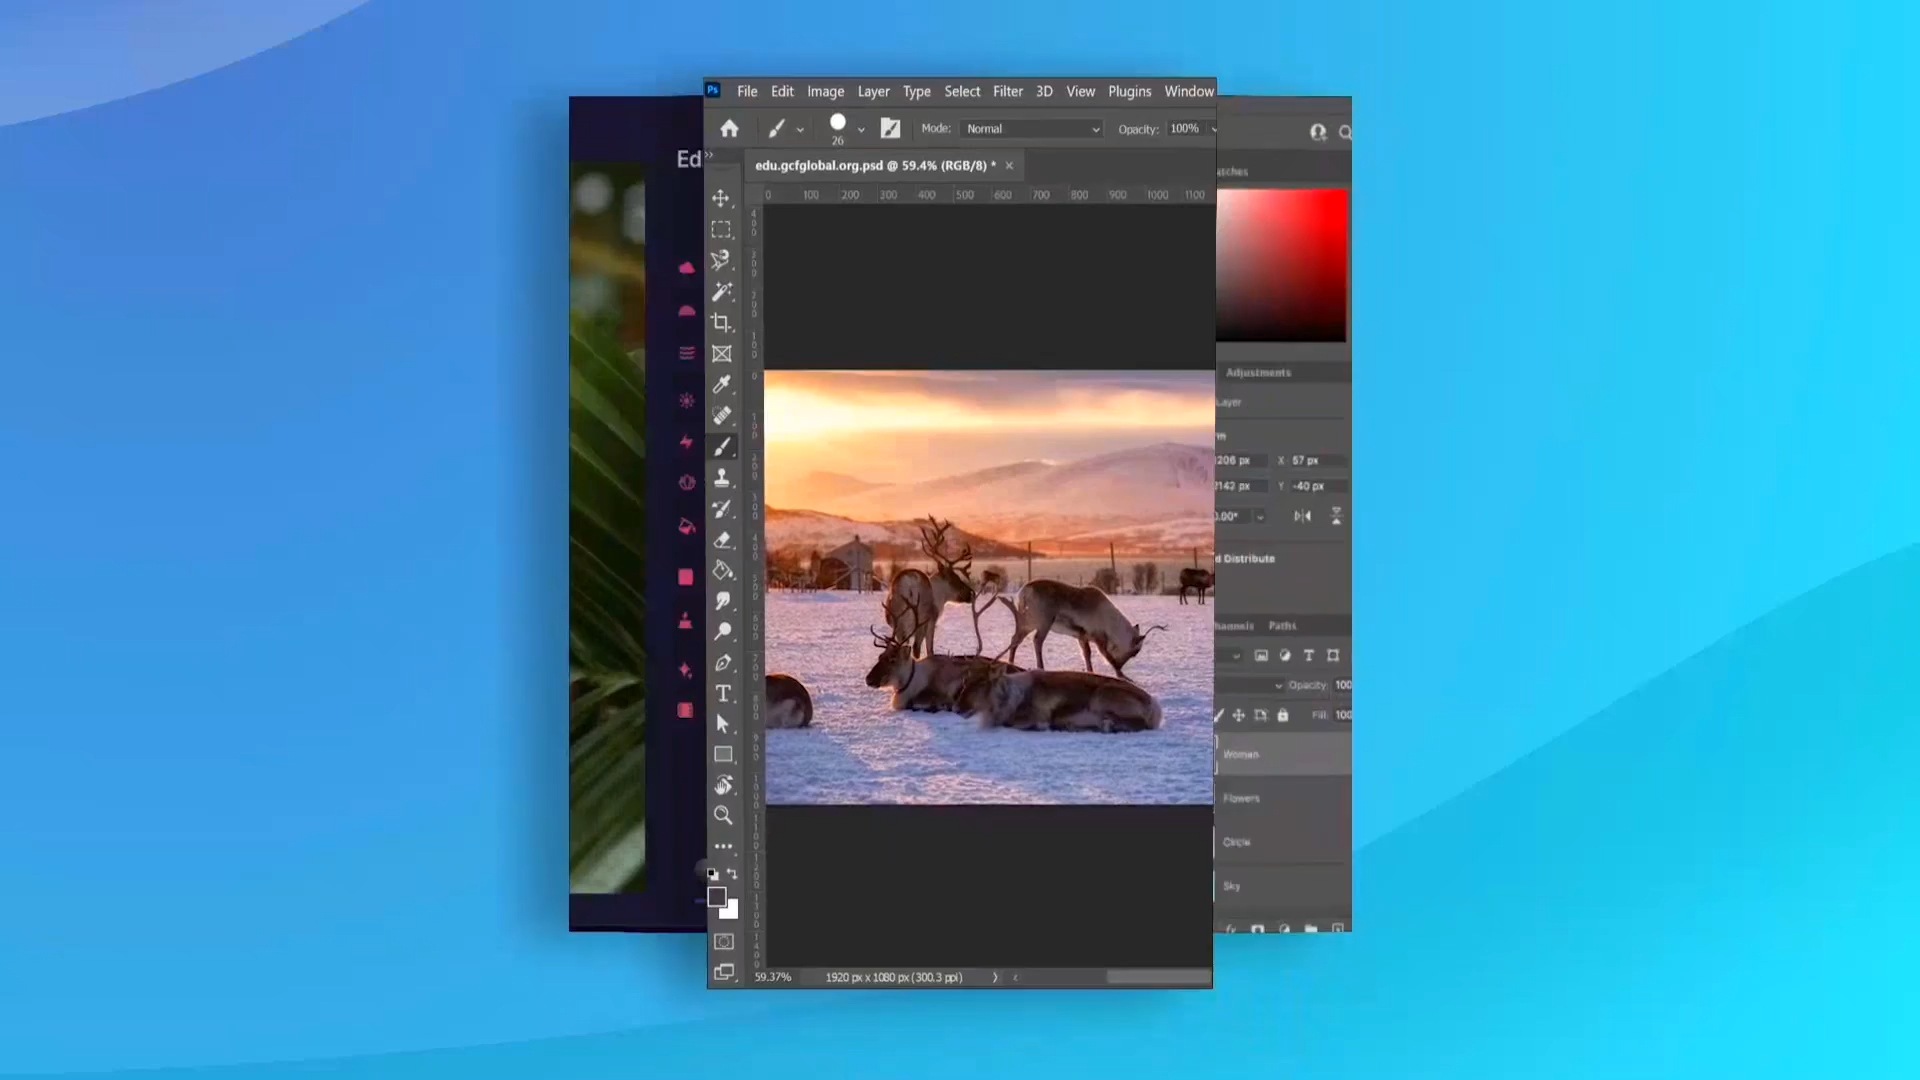 Ps File Edit Image Layer Type Select Filter 3D View Plugins Window
26 Mode: Normal Opacity: 100%
Ed
edu.gcfglobal.org.psd @ 59.4% (RGB/8) * ×
0 100 200 300 400 500 600 700 800 900 1000 1100
59.37% 1920 px x 1080 px (300.3 ppi)
Adjustments
Layer
206 px X 57 px
142 px Y -40 px
0.00°
d Distribute
Paths
Opacity: 100
Fill: 100
Woman
Flowers
Circle
Sky
fx